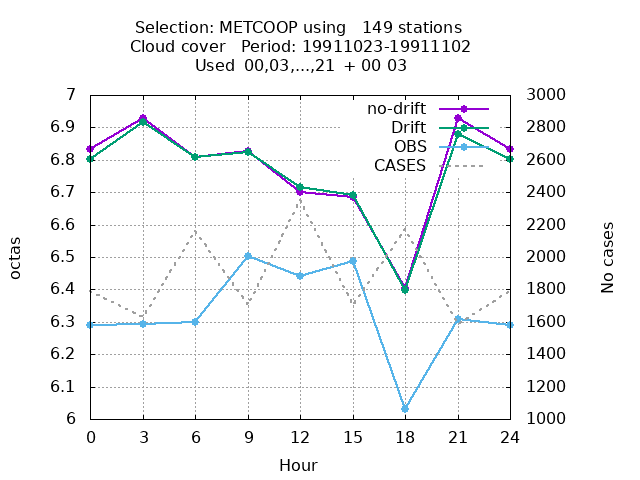 Selection: METCOOP using   149 stations
Cloud cover   Period: 19911023-19911102
Used  00,03,...,21  + 00 03
no-drift
Drift
OBS
CASES
7
6.9
6.8
6.7
6.6
6.5
6.4
6.3
6.2
6.1
6
3000
2800
2600
2400
2200
2000
1800
1600
1400
1200
1000
octas
No cases
0 3 6 9 12 15 18 21 24
Hour